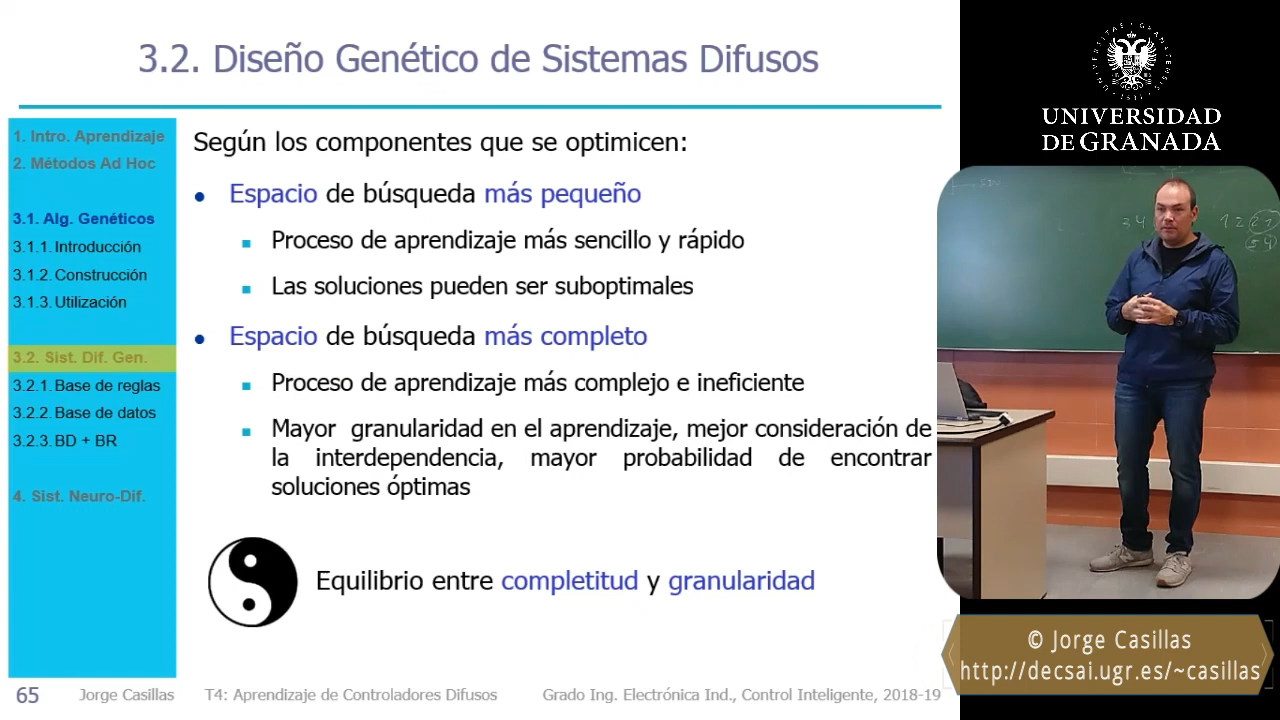 3.2. Diseño Genético de Sistemas Difusos
1. Intro. Aprendizaje
2. Métodos Ad Hoc
3.1. Alg. Genéticos
3.1.1. Introducción
3.1.2. Construcción
3.1.3. Utilización
3.2. Sist. Dif. Gen.
3.2.1. Base de reglas
3.2.2. Base de datos
3.2.3. BD + BR
4. Sist. Neuro-Dif.
Según los componentes que se optimicen:
Espacio de búsqueda más pequeño
Proceso de aprendizaje más sencillo y rápido
Las soluciones pueden ser suboptimales
Espacio de búsqueda más completo
Proceso de aprendizaje más complejo e ineficiente
Mayor granularidad en el aprendizaje, mejor consideración de
la interdependencia, mayor probabilidad de encontrar
soluciones óptimas
Equilibrio entre completitud y granularidad
65 Jorge Casillas T4: Aprendizaje de Controladores Difusos Grado Ing. Electrónica Ind., Control Inteligente, 2018-19
UNIVERSIDAD
DE GRANADA
34
© Jorge Casillas
http://decsai.ugr.es/~casillas